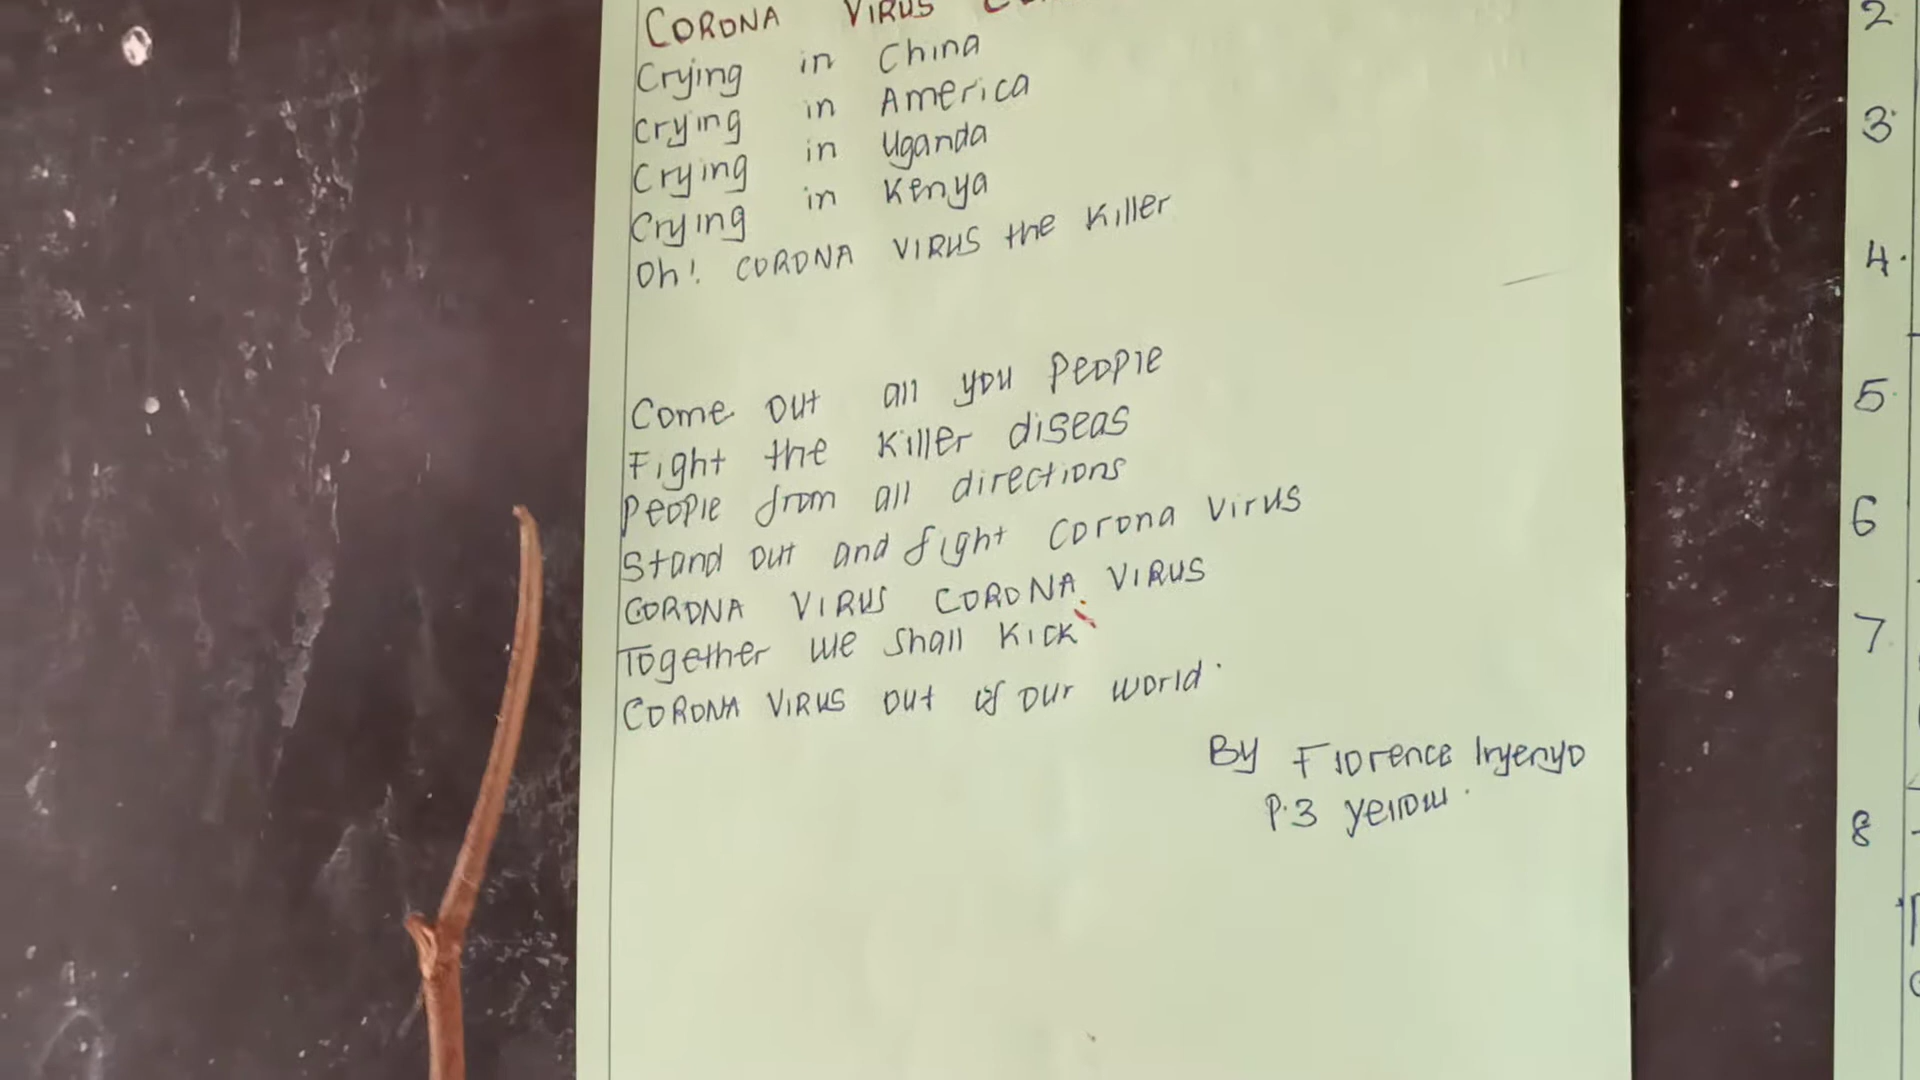 CORONA VIRUS
Crying in China
Crying in America
Crying in Uganda
Crying in Kenya
Oh! CORONA VIRUS the Killer
Come out all you People
Fight the Killer diseas
People from all directions
Stand out and fight Corona Virus
CORONA VIRUS CORONA VIRUS
Together we shall Kick
CORONA VIRUS out of our world.
By Florence Inyenyo
P.3 yellow.
2
3.
4.
5.
6
7
8